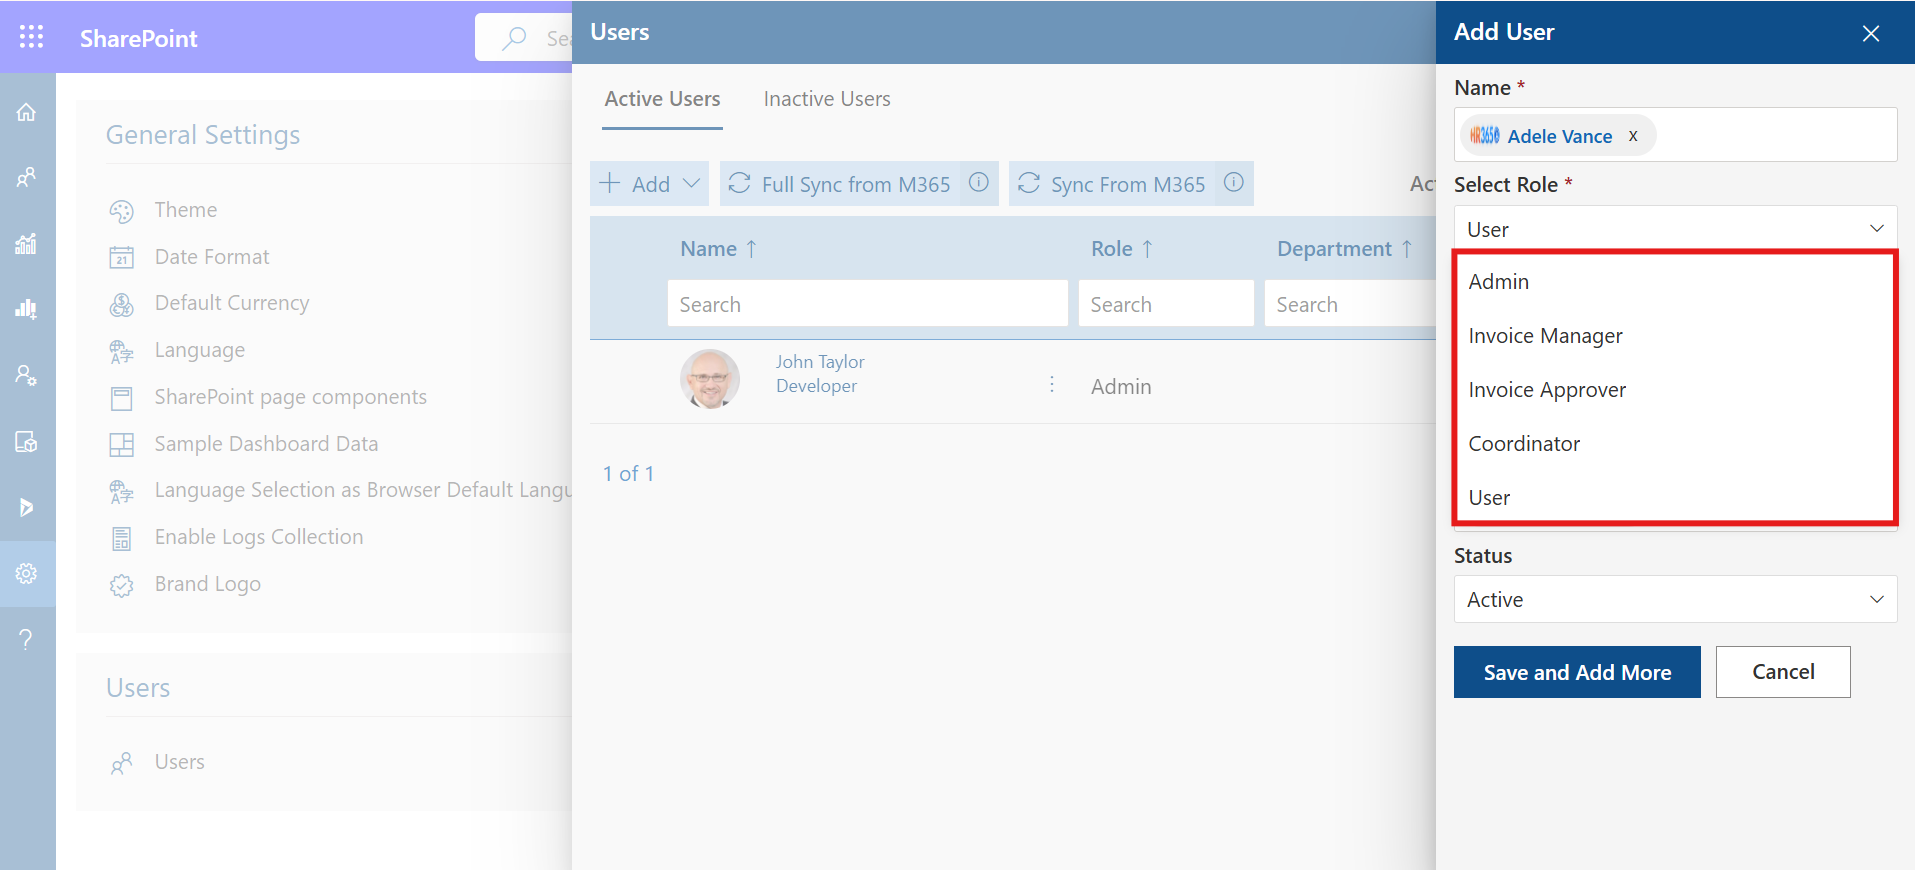 SharePoint
Sea
General Settings
Theme
Date Format
Default Currency
Language
SharePoint page components
Sample Dashboard Data
Language Selection as Browser Default Langu
Enable Logs Collection
Brand Logo
Users
Users
Users
Active Users
Inactive Users
Add
Full Sync from M365
Sync From M365
Act
Name ↑
Role ↑
Department ↑
Search
Search
Search
John Taylor
Developer
Admin
1 of 1
Add User
Name *
HR365 Adele Vance x
Select Role *
User
Admin
Invoice Manager
Invoice Approver
Coordinator
User
Status
Active
Save and Add More
Cancel